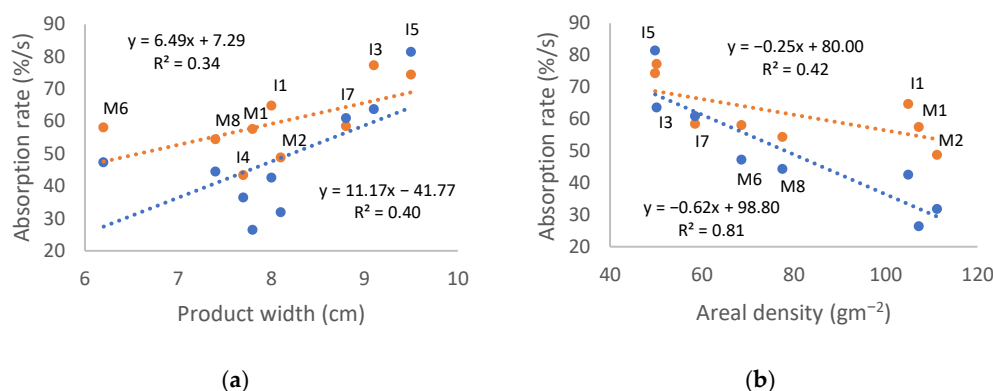 90
80
70
60
50
40
30
20
Absorption rate (%/s)
y = 6.49x + 7.29
R² = 0.34
I5
I3
I1
I7
M6
M8
M1
M2
I4
y = 11.17x − 41.77
R² = 0.40
6 7 8 9 10
Product width (cm)
(a)
90
80
70
60
50
40
30
20
Absorption rate (%/s)
I5
y = −0.25x + 80.00
R² = 0.42
I1
M1
I3
I7
M2
M6
M8
y = −0.62x + 98.80
R² = 0.81
40 60 80 100 120
Areal density (gm⁻²)
(b)